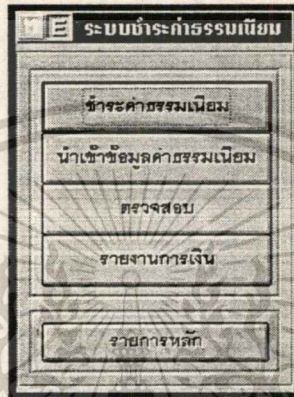 ระบบชำระค่าธรรมเนียม
ชำระค่าธรรมเนียม
นำเข้าข้อมูลค่าธรรมเนียม
ตรวจสอบ
รายงานการเงิน
รายการหลัก